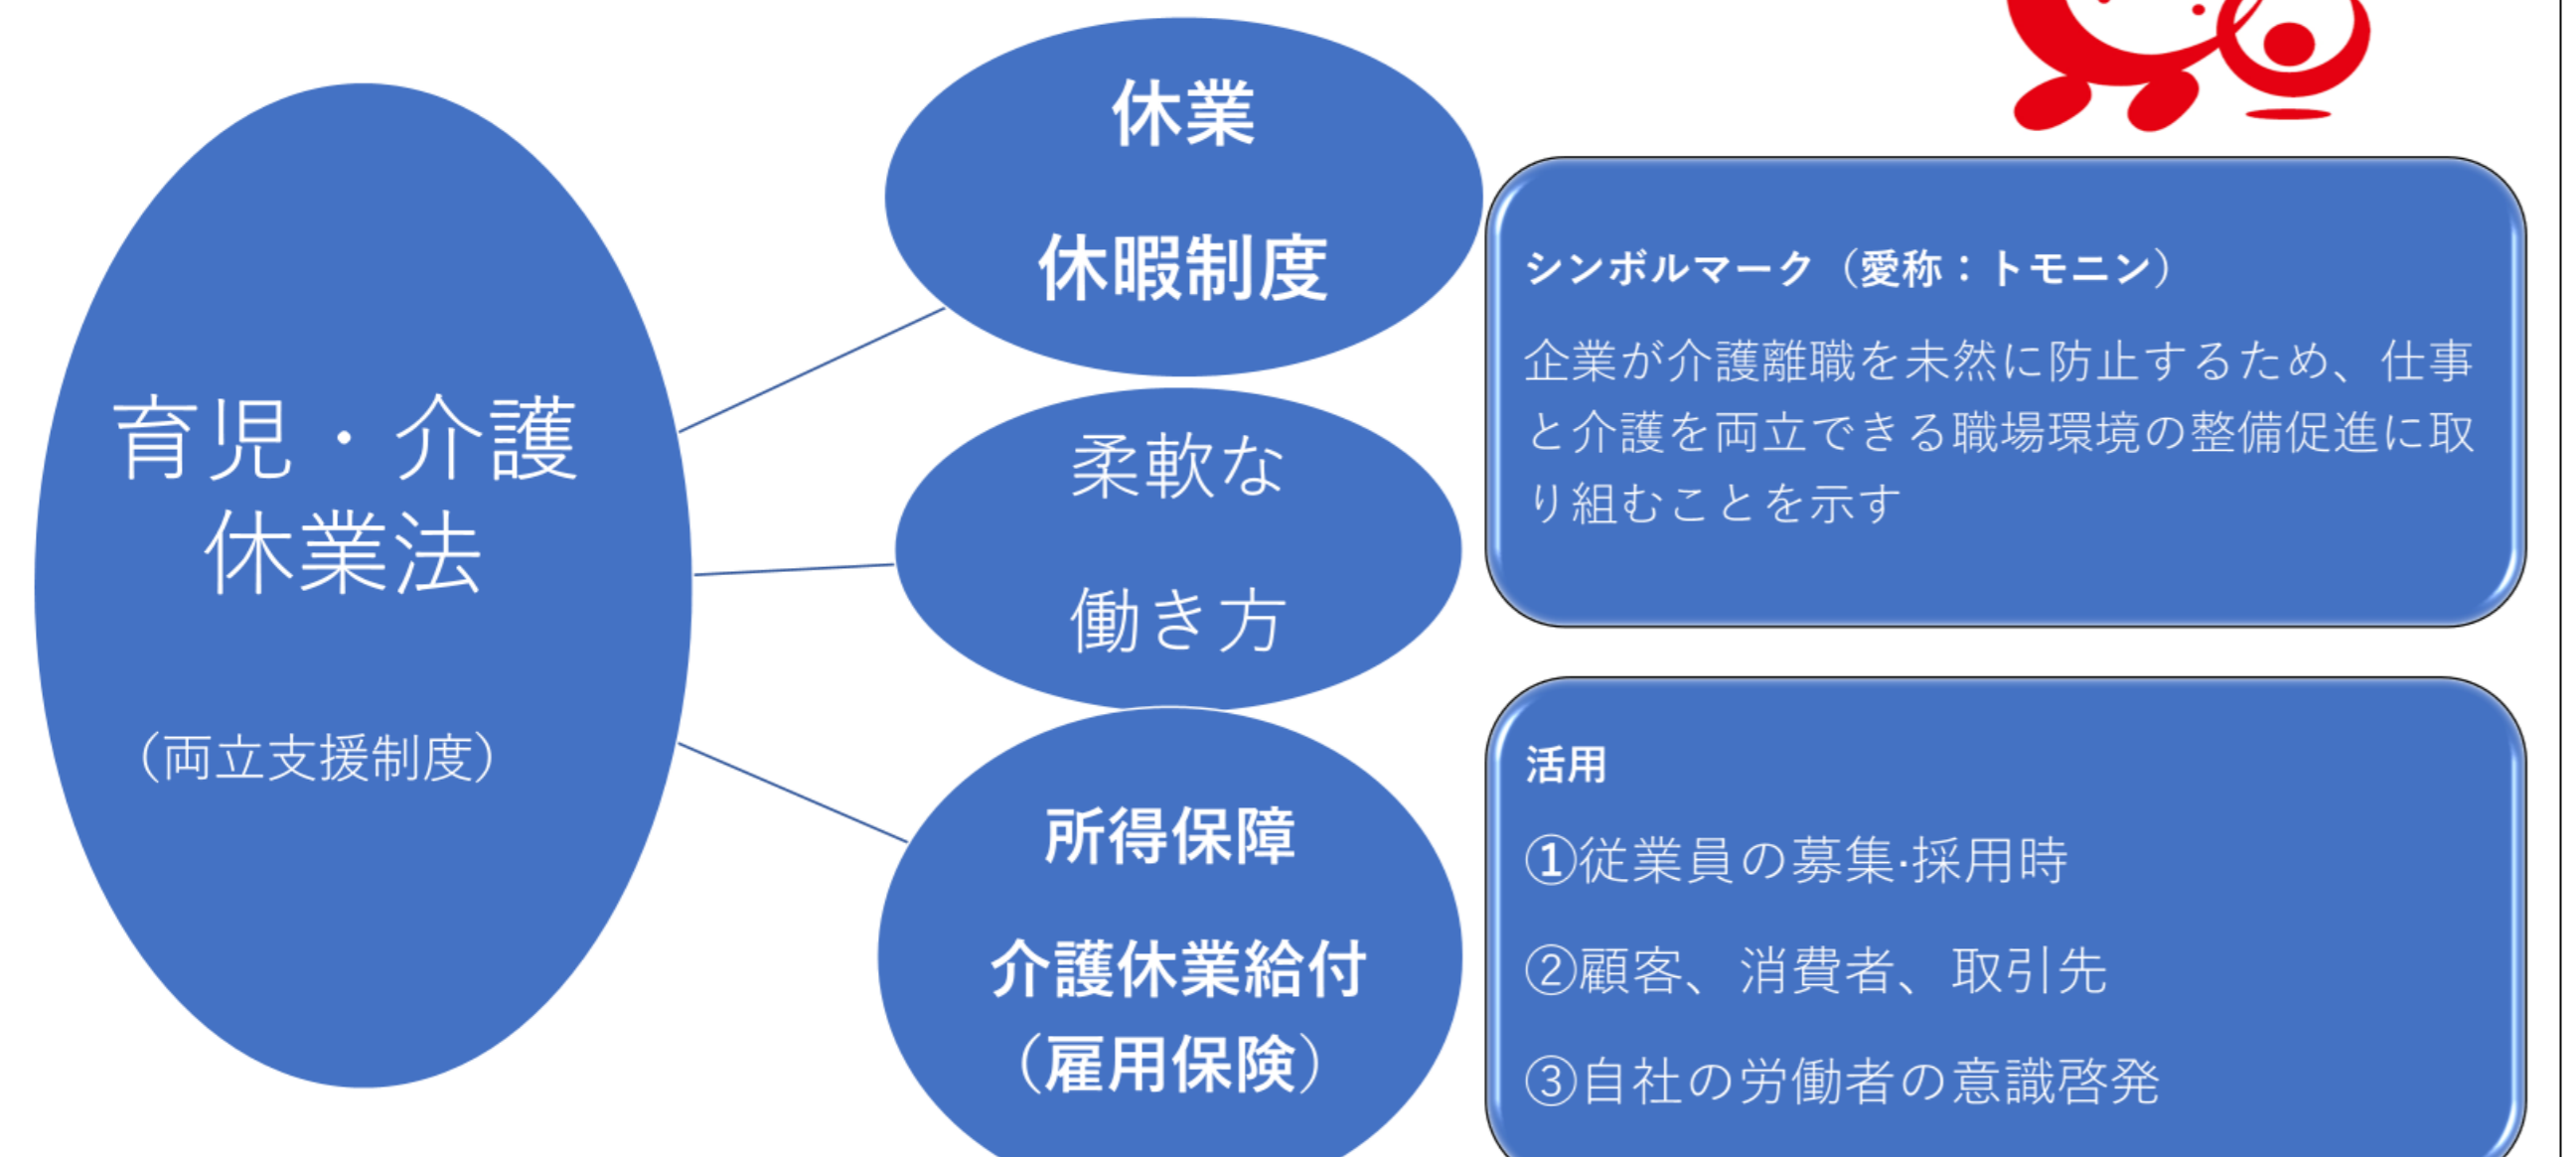 育児・介護
休業法
（両立支援制度）
休業
休暇制度
柔軟な
働き方
所得保障
介護休業給付
（雇用保険）
シンボルマーク（愛称：トモニン）
企業が介護離職を未然に防止するため、仕事
と介護を両立できる職場環境の整備促進に取
り組むことを示す
活用
①従業員の募集·採用時
②顧客、消費者、取引先
③自社の労働者の意識啓発